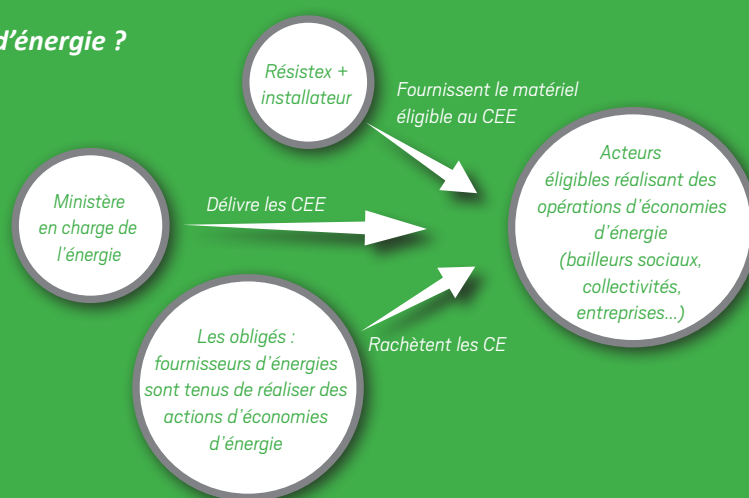 d'énergie ?
Résistex +
installateur
Fournissent le matériel
éligible au CEE
Acteurs
éligibles réalisant des
opérations d'économies
d'énergie
(bailleurs sociaux,
collectivités,
entreprises...)
Ministère
en charge de
l'énergie
Délivre les CEE
Les obligés :
fournisseurs d'énergies
sont tenus de réaliser des
actions d'économies
d'énergie
Rachètent les CE